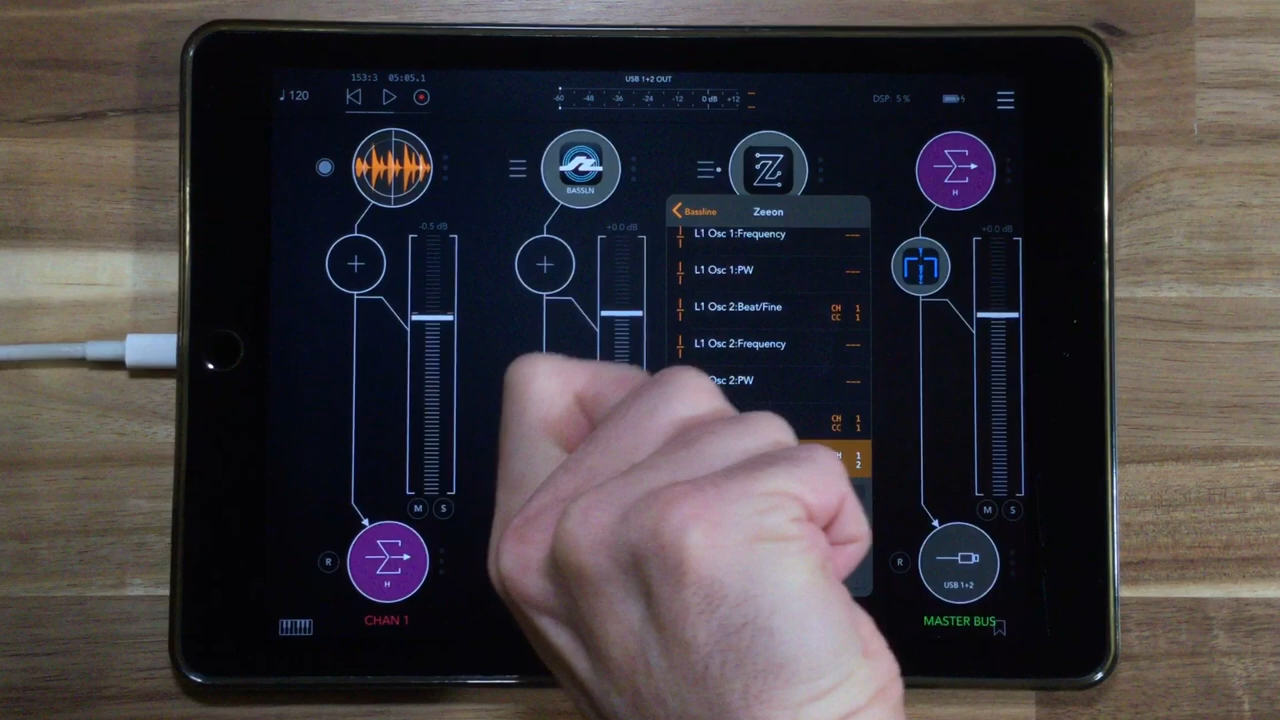 153:3 05:05.1
USB 1+2 OUT
120
-60 -48 -36 -24 -12 0 dB +12
DSP: 5 %
BASSLN
Z
H
Bassline Zeeon
-0.5 dB
+0.0 dB
+0.0 dB
L1 Osc 1:Frequency ---
L1 Osc 1:PW ---
L1 Osc 2:Beat/Fine CH 1
CC 1
L1 Osc 2:Frequency ---
sc 2:PW ---
CH 1
CC 1
1
2
M S
M S
R
H
R
USB 1+2
CHAN 1
MASTER BUS